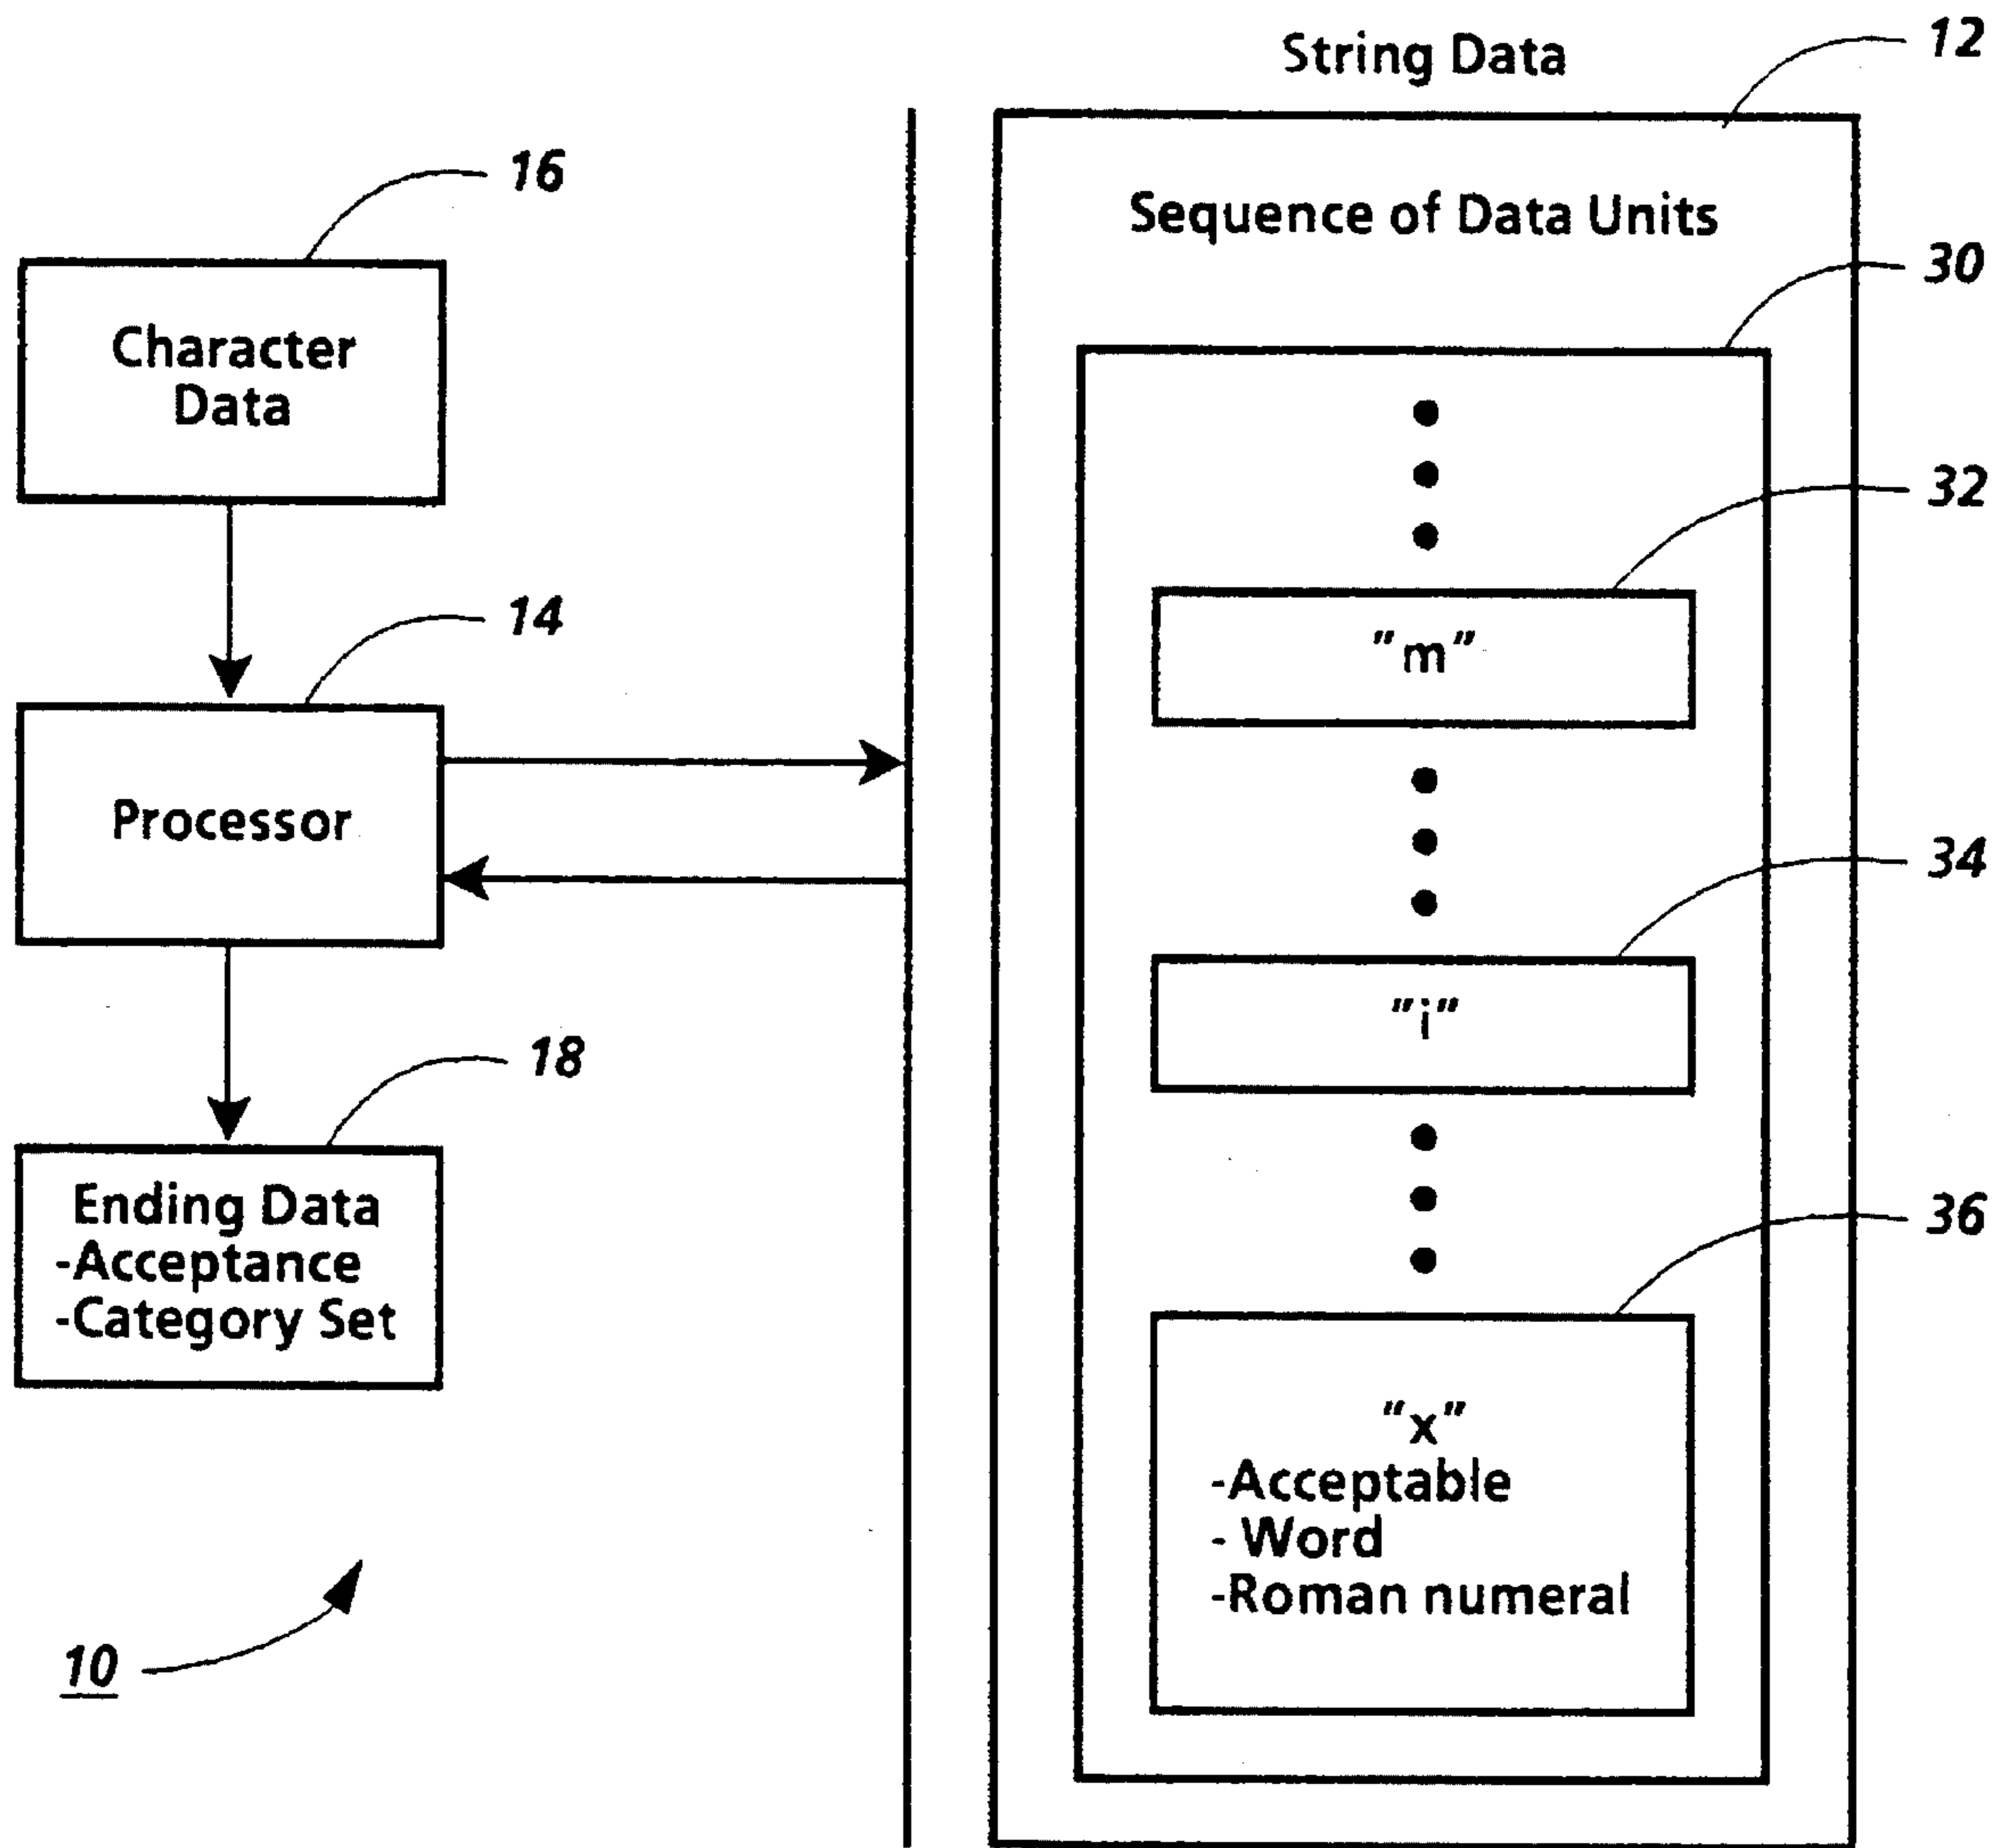 String Data
12
Sequence of Data Units
30
16
Character
Data
14
Processor
18
Ending Data
-Acceptance
-Category Set
10
32
"m"
34
"i"
36
"x"
-Acceptable
- Word
-Roman numeral